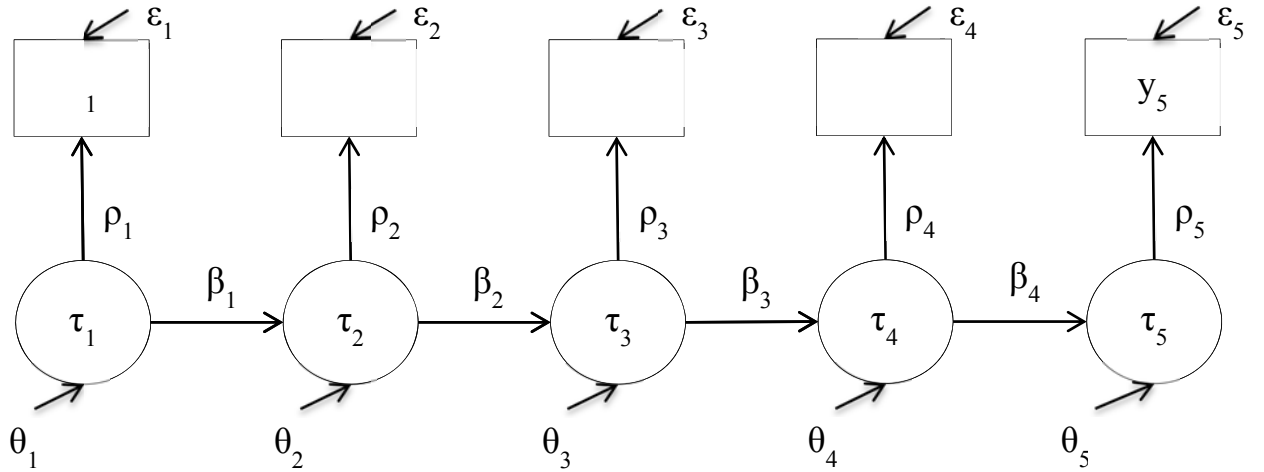 ε1 ε2 ε3 ε4 ε5
1 y5
ρ1 ρ2 ρ3 ρ4 ρ5
β1 β2 β3 β4
τ1 τ2 τ3 τ4 τ5
θ1 θ2 θ3 θ4 θ5